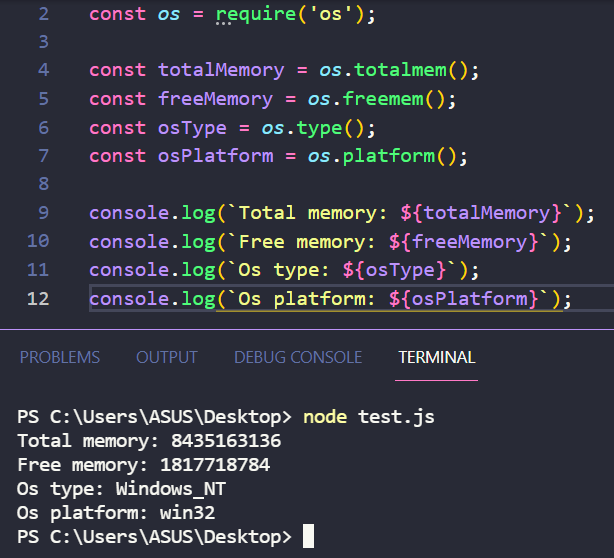 2 const os = require('os');
3
4 const totalMemory = os.totalmem();
5 const freeMemory = os.freemem();
6 const osType = os.type();
7 const osPlatform = os.platform();
8
9 console.log(`Total memory: ${totalMemory}`);
10 console.log(`Free memory: ${freeMemory}`);
11 console.log(`Os type: ${osType}`);
12 console.log(`Os platform: ${osPlatform}`);
PROBLEMS OUTPUT DEBUG CONSOLE TERMINAL
PS C:\Users\ASUS\Desktop> node test.js
Total memory: 8435163136
Free memory: 1817718784
Os type: Windows_NT
Os platform: win32
PS C:\Users\ASUS\Desktop>